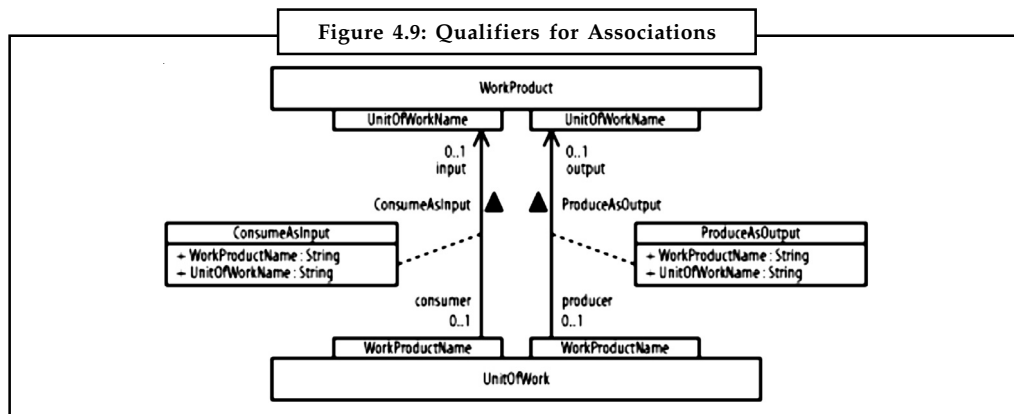 Figure 4.9: Qualifiers for Associations
WorkProduct
UnitOfWorkName UnitOfWorkName
0..1 0..1
input output
ConsumeAsInput ProduceAsOutput
ConsumeAsInput ProduceAsOutput
+ WorkProductName : String + WorkProductName : String
+ UnitOfWorkName : String + UnitOfWorkName : String
consumer producer
0..1 0..1
WorkProductName WorkProductName
UnitOfWork